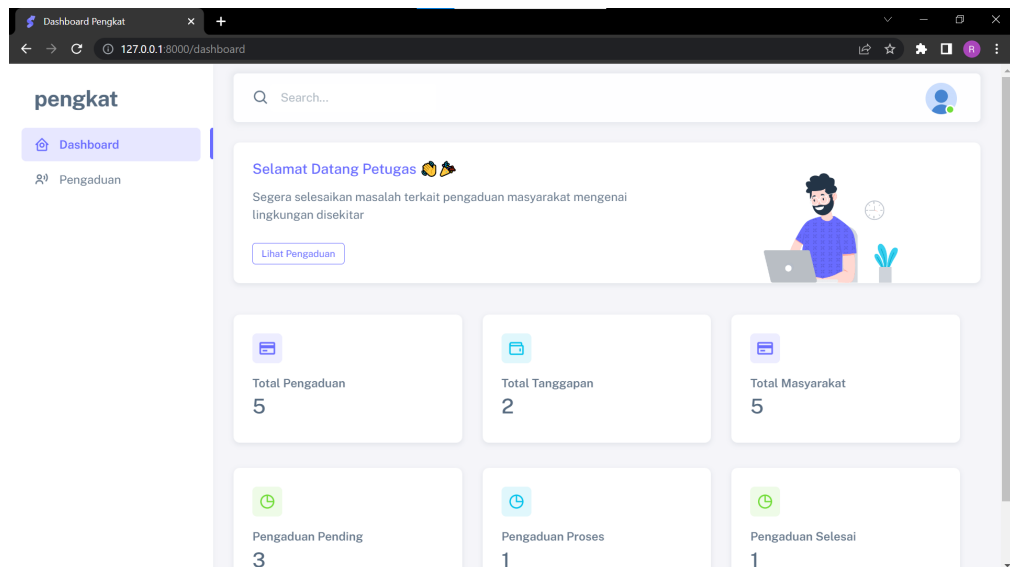 Dashboard Pengkat
127.0.0.1:8000/dashboard
R
pengkat
Dashboard
Pengaduan
Search...
Selamat Datang Petugas
Segera selesaikan masalah terkait pengaduan masyarakat mengenai
lingkungan disekitar
Lihat Pengaduan
Total Pengaduan
5
Total Tanggapan
2
Total Masyarakat
5
Pengaduan Pending
3
Pengaduan Proses
1
Pengaduan Selesai
1